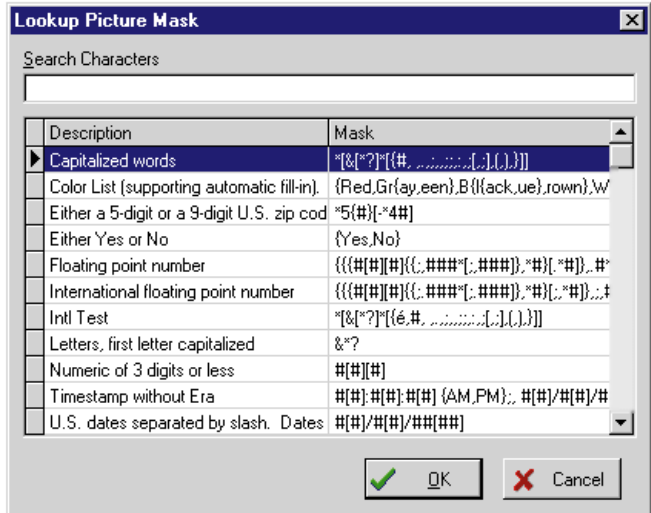 Lookup Picture Mask
Search Characters
Description Mask
Capitalized words *[&[*?]*[{#, ,.,;,:;,:,;[,;],(,),}]]
Color List (supporting automatic fill-in). {Red,Gr{ay,een},B{l{ack,ue},rown},W
Either a 5-digit or a 9-digit U.S. zip cod *5{#}[-*4#]
Either Yes or No {Yes,No}
Floating point number {{{#[#][#]{{;,###*[;,###]},*#}[.*#]},.#*
International floating point number {{{#[#][#]{{;.###*[;.###]},*#}[;,*#]},;,#
Intl Test *[&[*?]*[{é,#, ,.,;,:;,:,;[,;],(,),}]]
Letters, first letter capitalized &*?
Numeric of 3 digits or less #[#][#]
Timestamp without Era #[#]:#[#]:#[#] {AM,PM};, #[#]/#[#]/#
U.S. dates separated by slash. Dates #[#]/#[#]/##[##]
OK Cancel